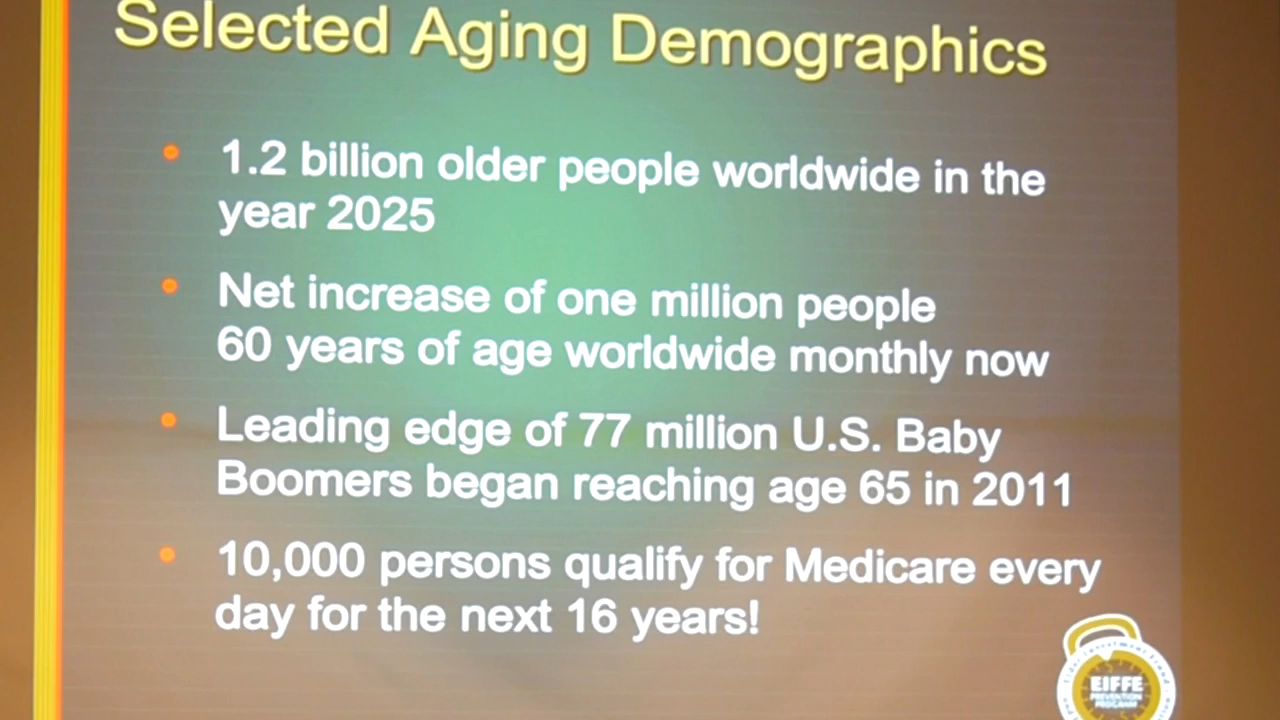 Selected Aging Demographics
1.2 billion older people worldwide in the
year 2025
Net increase of one million people
60 years of age worldwide monthly now
Leading edge of 77 million U.S. Baby
Boomers began reaching age 65 in 2011
10,000 persons qualify for Medicare every
day for the next 16 years!
EIFFE
PREVENTION
PROGRAM